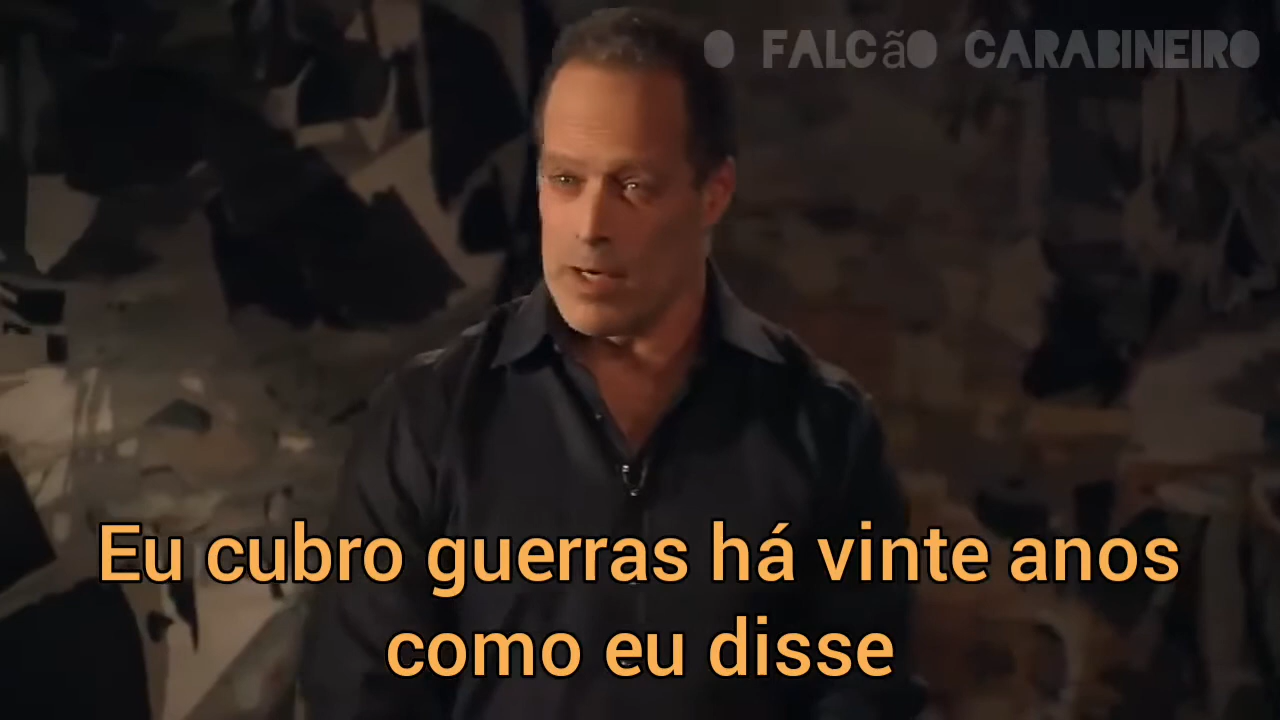 O FALCãO CARABINEIRO
Eu cubro guerras há vinte anos
como eu disse